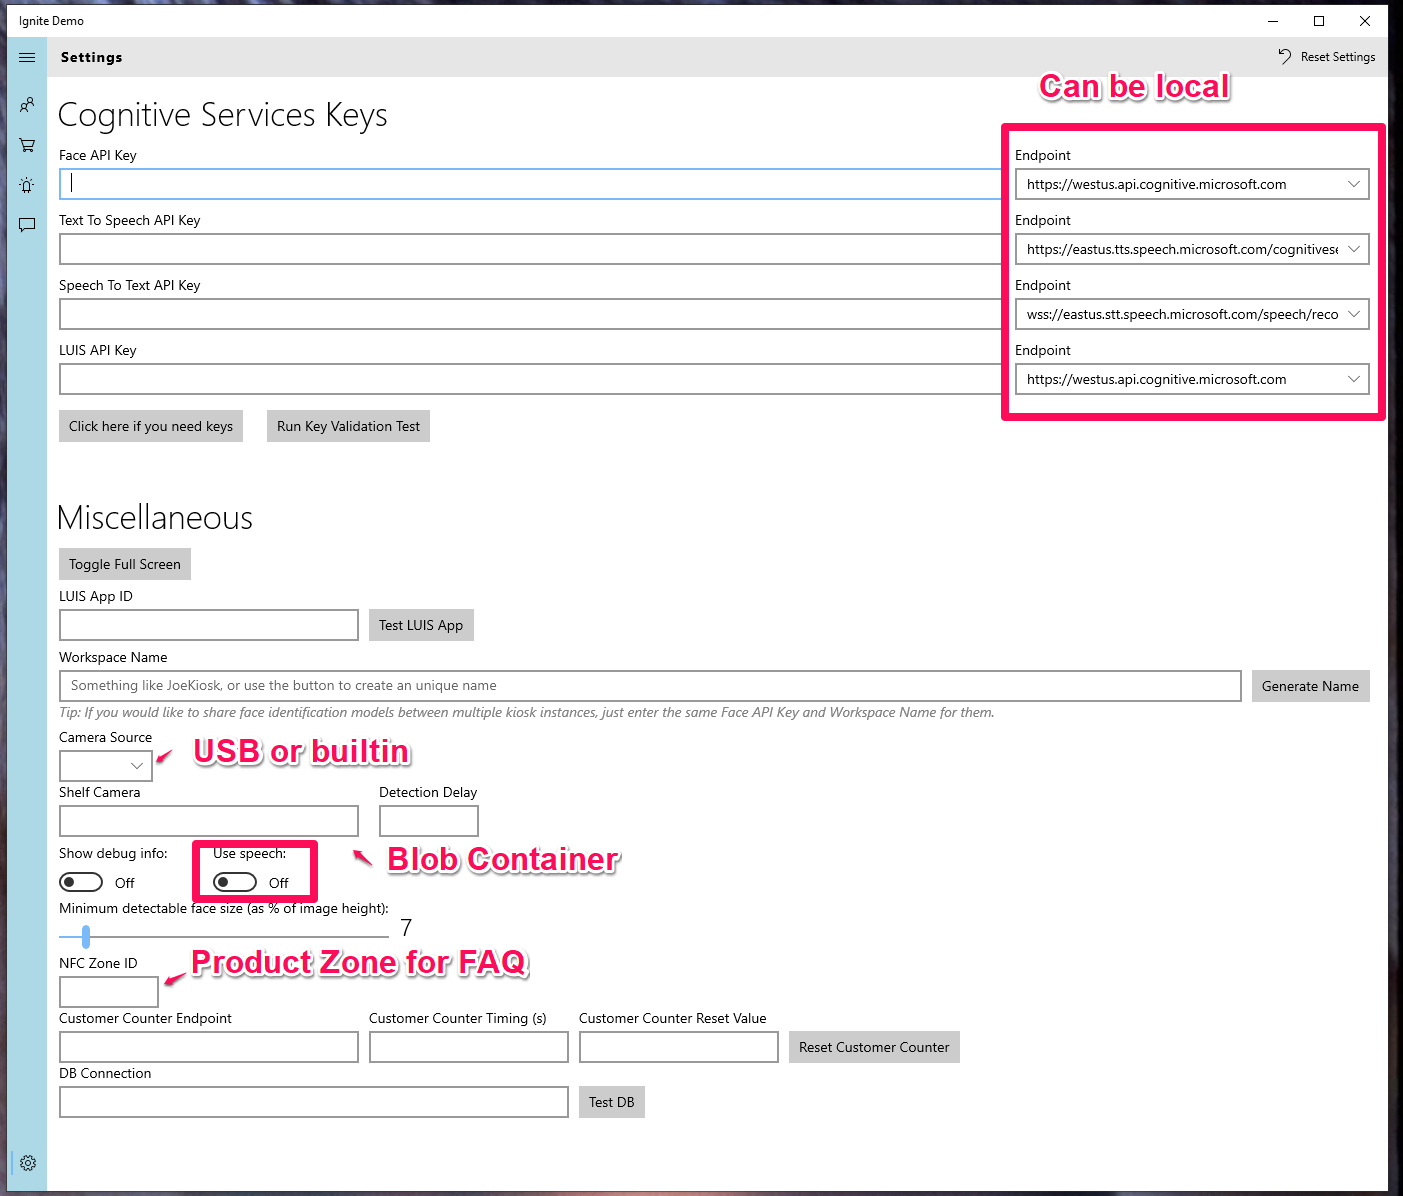 Ignite Demo
Settings
Reset Settings
Can be local
Cognitive Services Keys
Face API Key
Endpoint
https://westus.api.cognitive.microsoft.com
Text To Speech API Key
Endpoint
https://eastus.tts.speech.microsoft.com/cognitivese
Speech To Text API Key
Endpoint
wss://eastus.stt.speech.microsoft.com/speech/reco
LUIS API Key
Endpoint
https://westus.api.cognitive.microsoft.com
Click here if you need keys
Run Key Validation Test
Miscellaneous
Toggle Full Screen
LUIS App ID
Test LUIS App
Workspace Name
Something like JoeKiosk, or use the button to create an unique name
Generate Name
Tip: If you would like to share face identification models between multiple kiosk instances, just enter the same Face API Key and Workspace Name for them.
Camera Source
USB or builtin
Shelf Camera
Detection Delay
Show debug info:
Use speech:
Blob Container
Off
Off
Minimum detectable face size (as % of image height):
7
NFC Zone ID
Product Zone for FAQ
Customer Counter Endpoint
Customer Counter Timing (s)
Customer Counter Reset Value
Reset Customer Counter
DB Connection
Test DB